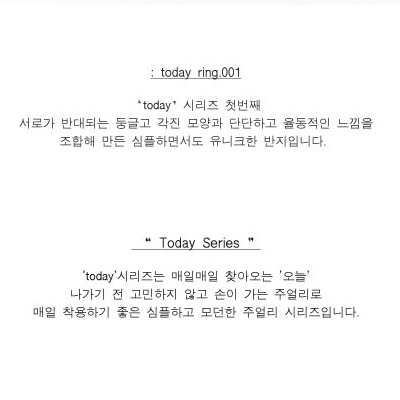 : today ring.001
‘today’ 시리즈 첫번째
서로가 반대되는 둥글고 각진 모양과 단단하고 율동적인 느낌을
조합해 만든 심플하면서도 유니크한 반지입니다.
“ Today Series ”
'today'시리즈는 매일매일 찾아오는 '오늘'
나가기 전 고민하지 않고 손이 가는 주얼리로
매일 착용하기 좋은 심플하고 모던한 주얼리 시리즈입니다.